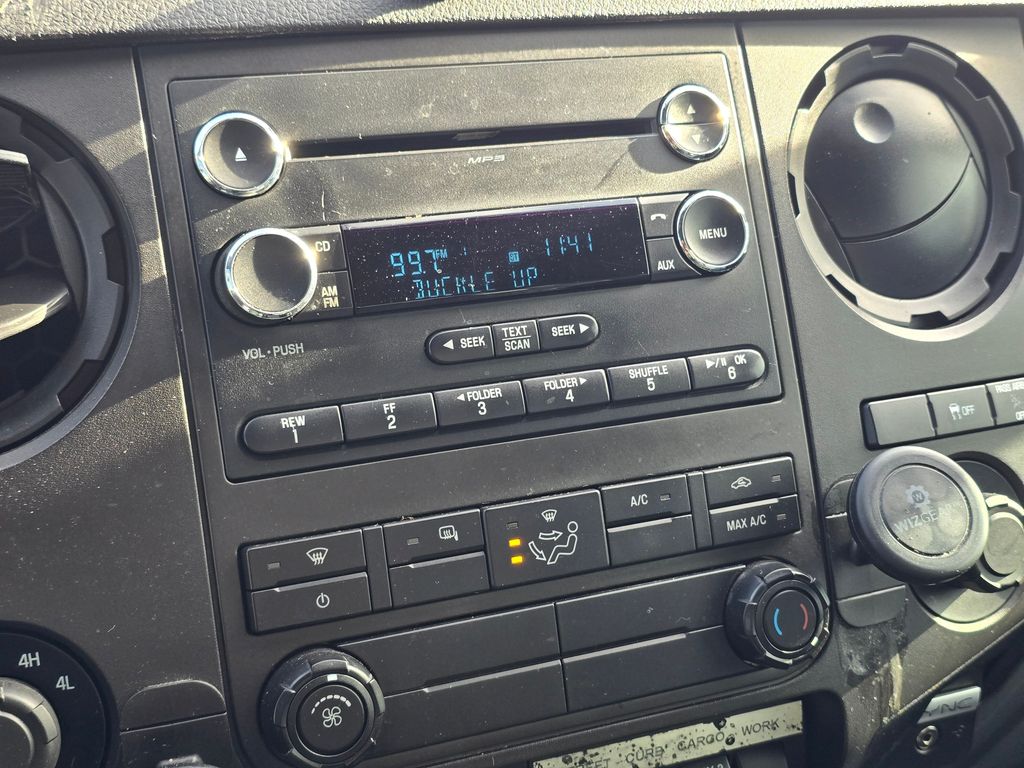 MP3
CD
99.7 FM 11:41
MENU
AM
FM
BUCKLE UP
AUX
VOL • PUSH
◄ SEEK
TEXT
SCAN
SEEK ►
REW
1
FF
2
◄ FOLDER
3
FOLDER ►
4
SHUFFLE
5
►/II OK
6
OFF
A/C
MAX A/C
WIZGEAR
4H
4L
CURB CARGO WORK